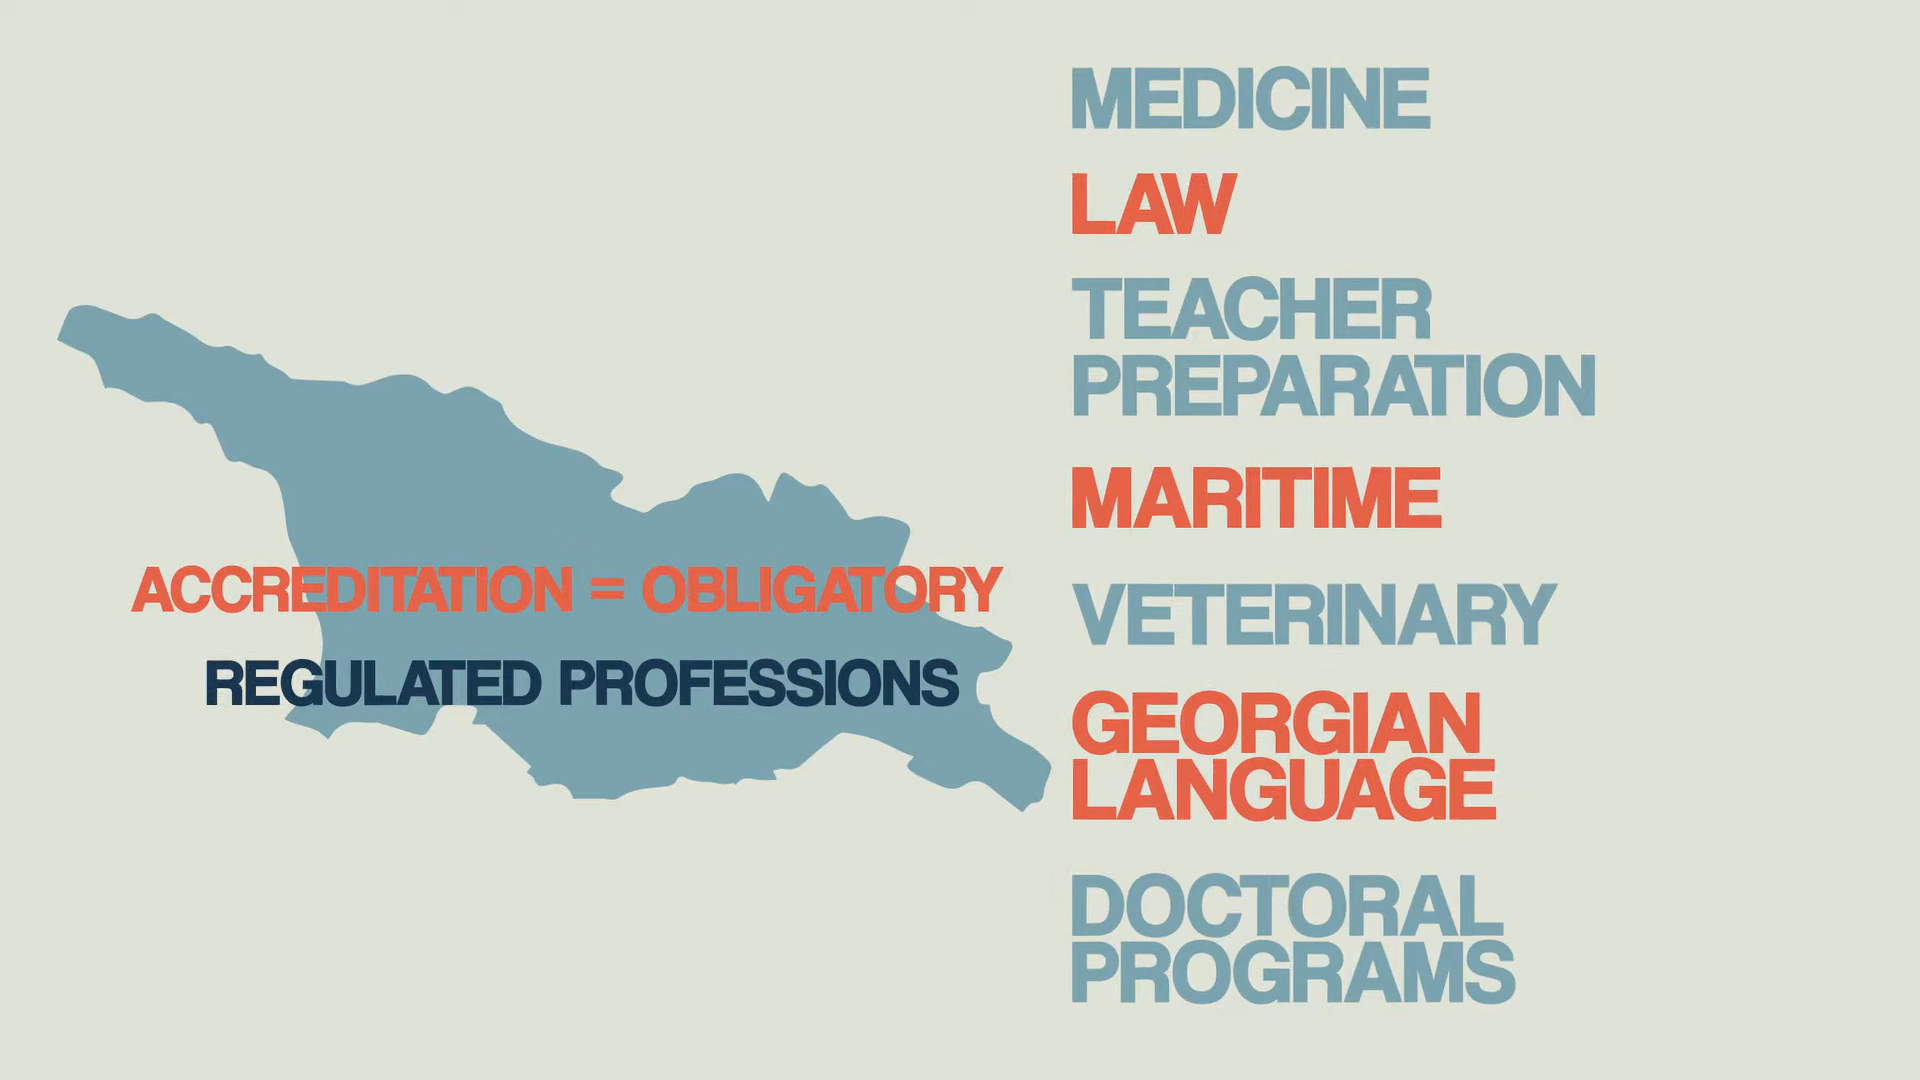 ACCREDITATION = OBLIGATORY
REGULATED PROFESSIONS
MEDICINE
LAW
TEACHER
PREPARATION
MARITIME
VETERINARY
GEORGIAN
LANGUAGE
DOCTORAL
PROGRAMS